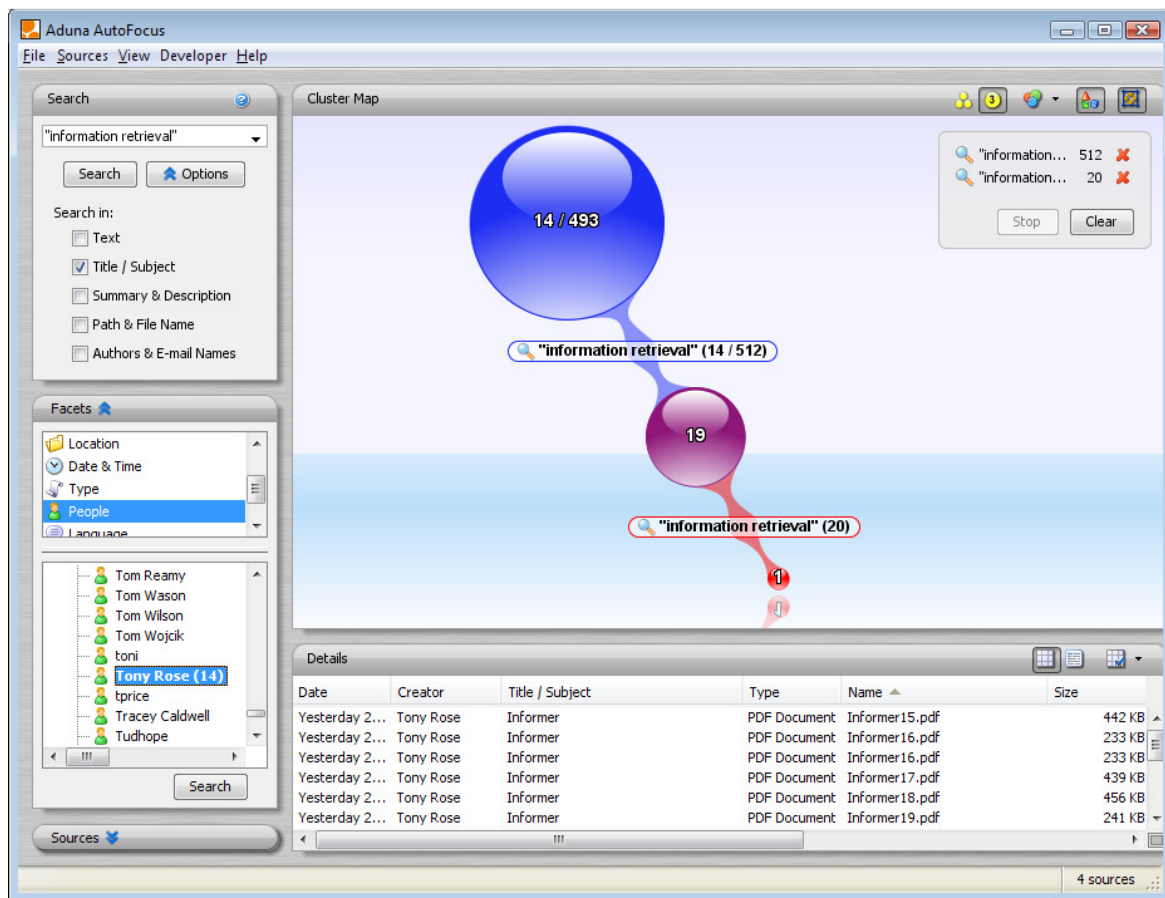 Aduna AutoFocus
File Sources View Developer Help
Search
"information retrieval"
Search Options
Search in:
Text
Title / Subject
Summary & Description
Path & File Name
Authors & E-mail Names
Facets
Location
Date & Time
Type
People
Language
Tom Reamy
Tom Wason
Tom Wilson
Tom Wojcik
toni
Tony Rose (14)
tprice
Tracey Caldwell
Tudhope
Search
Sources
Cluster Map
3
"information... 512
"information... 20
Stop Clear
14 / 493
"information retrieval" (14 / 512)
19
"information retrieval" (20)
1
Details
Date Creator Title / Subject Type Name Size
Yesterday 2... Tony Rose Informer PDF Document Informer15.pdf 442 KB
Yesterday 2... Tony Rose Informer PDF Document Informer16.pdf 233 KB
Yesterday 2... Tony Rose Informer PDF Document Informer16.pdf 233 KB
Yesterday 2... Tony Rose Informer PDF Document Informer17.pdf 439 KB
Yesterday 2... Tony Rose Informer PDF Document Informer18.pdf 456 KB
Yesterday 2... Tony Rose Informer PDF Document Informer19.pdf 241 KB
4 sources